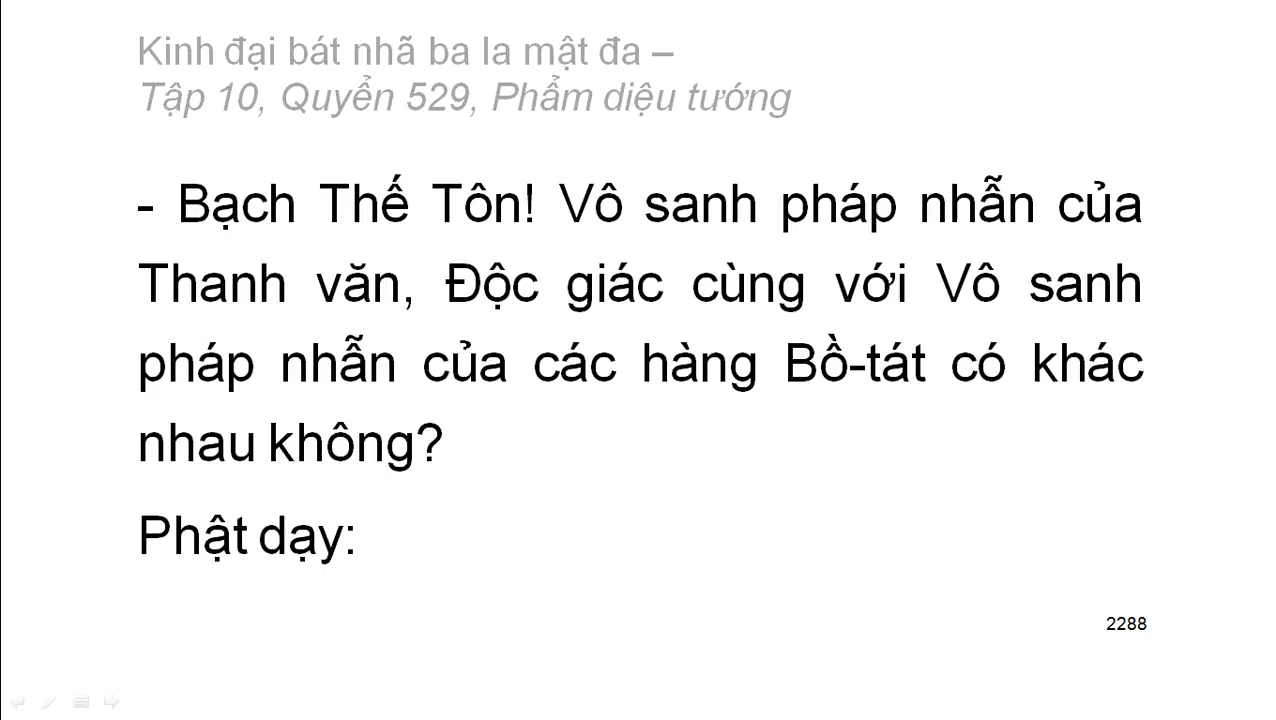 Kinh đại bát nhã ba la mật đa –
Tập 10, Quyển 529, Phẩm diệu tướng
- Bạch Thế Tôn! Vô sanh pháp nhẫn của
Thanh văn, Độc giác cùng với Vô sanh
pháp nhẫn của các hàng Bồ-tát có khác
nhau không?
Phật dạy:
2288